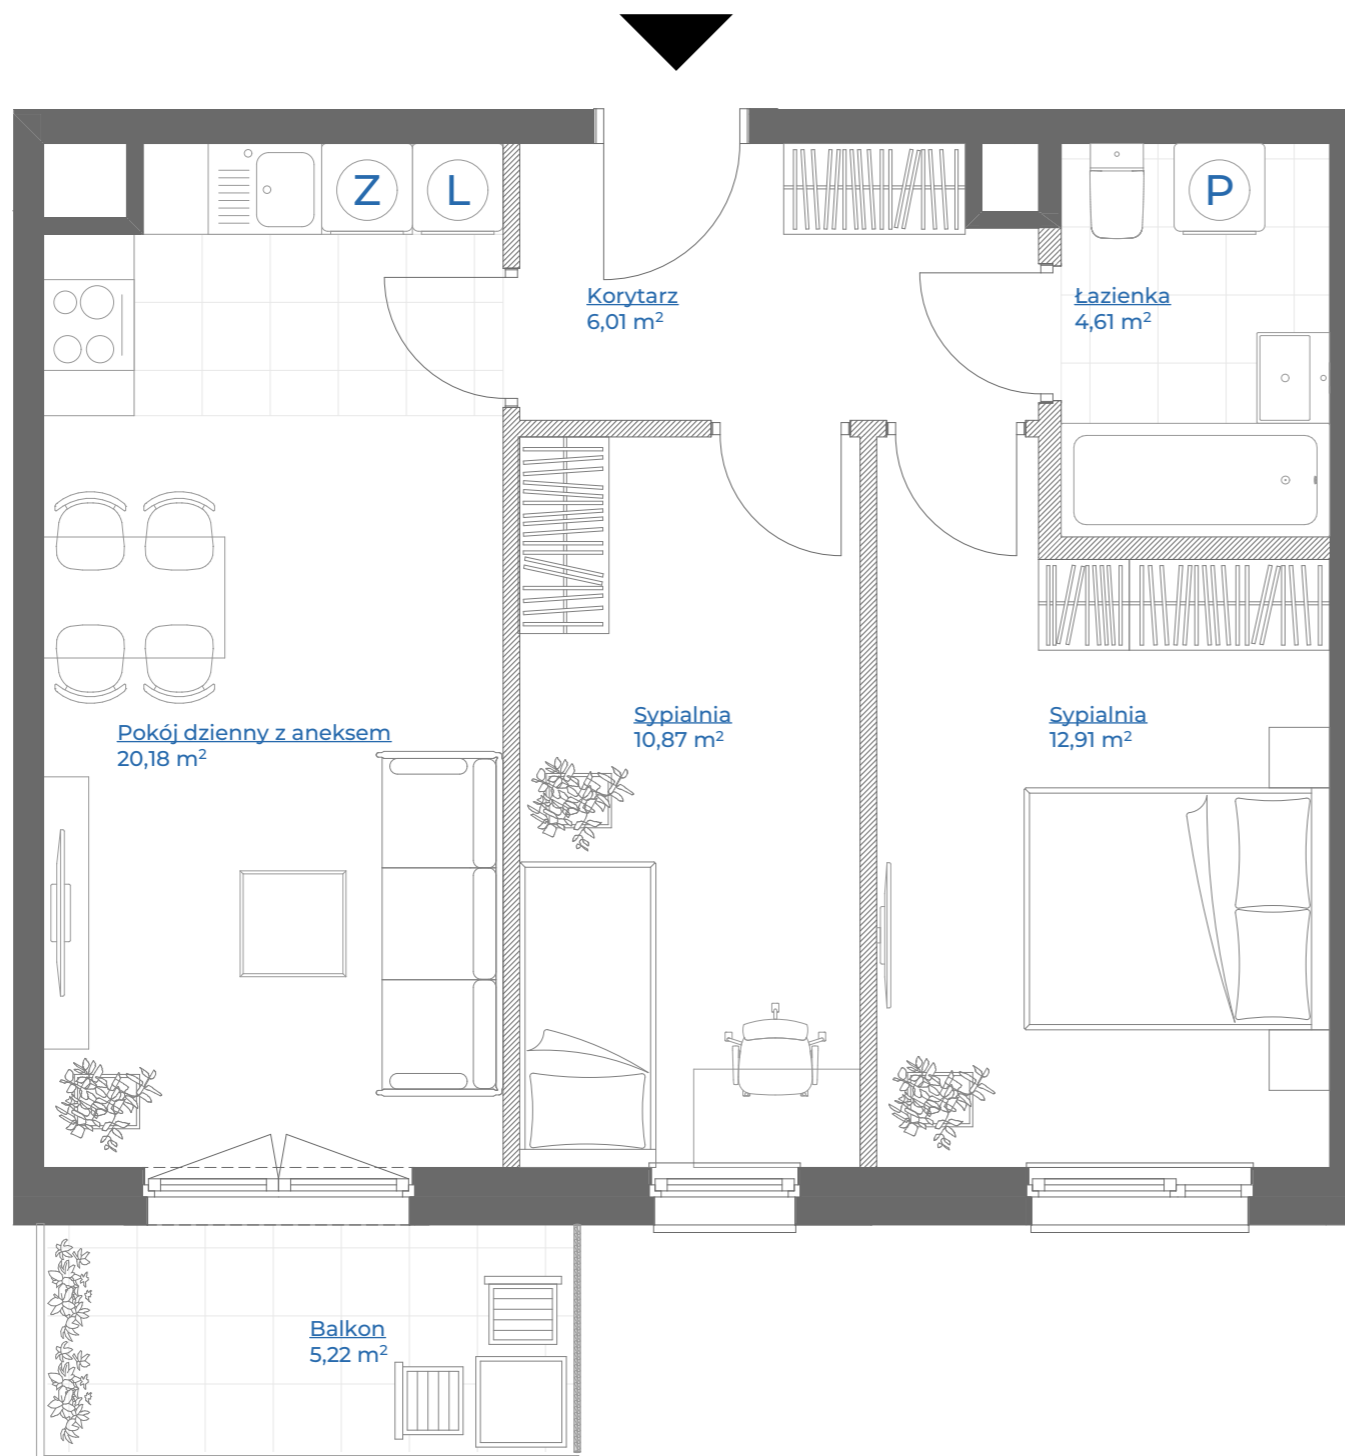 Z
L
P
Korytarz
6,01 m²
Łazienka
4,61 m²
Pokój dzienny z aneksem
20,18 m²
Sypialnia
10,87 m²
Sypialnia
12,91 m²
Balkon
5,22 m²